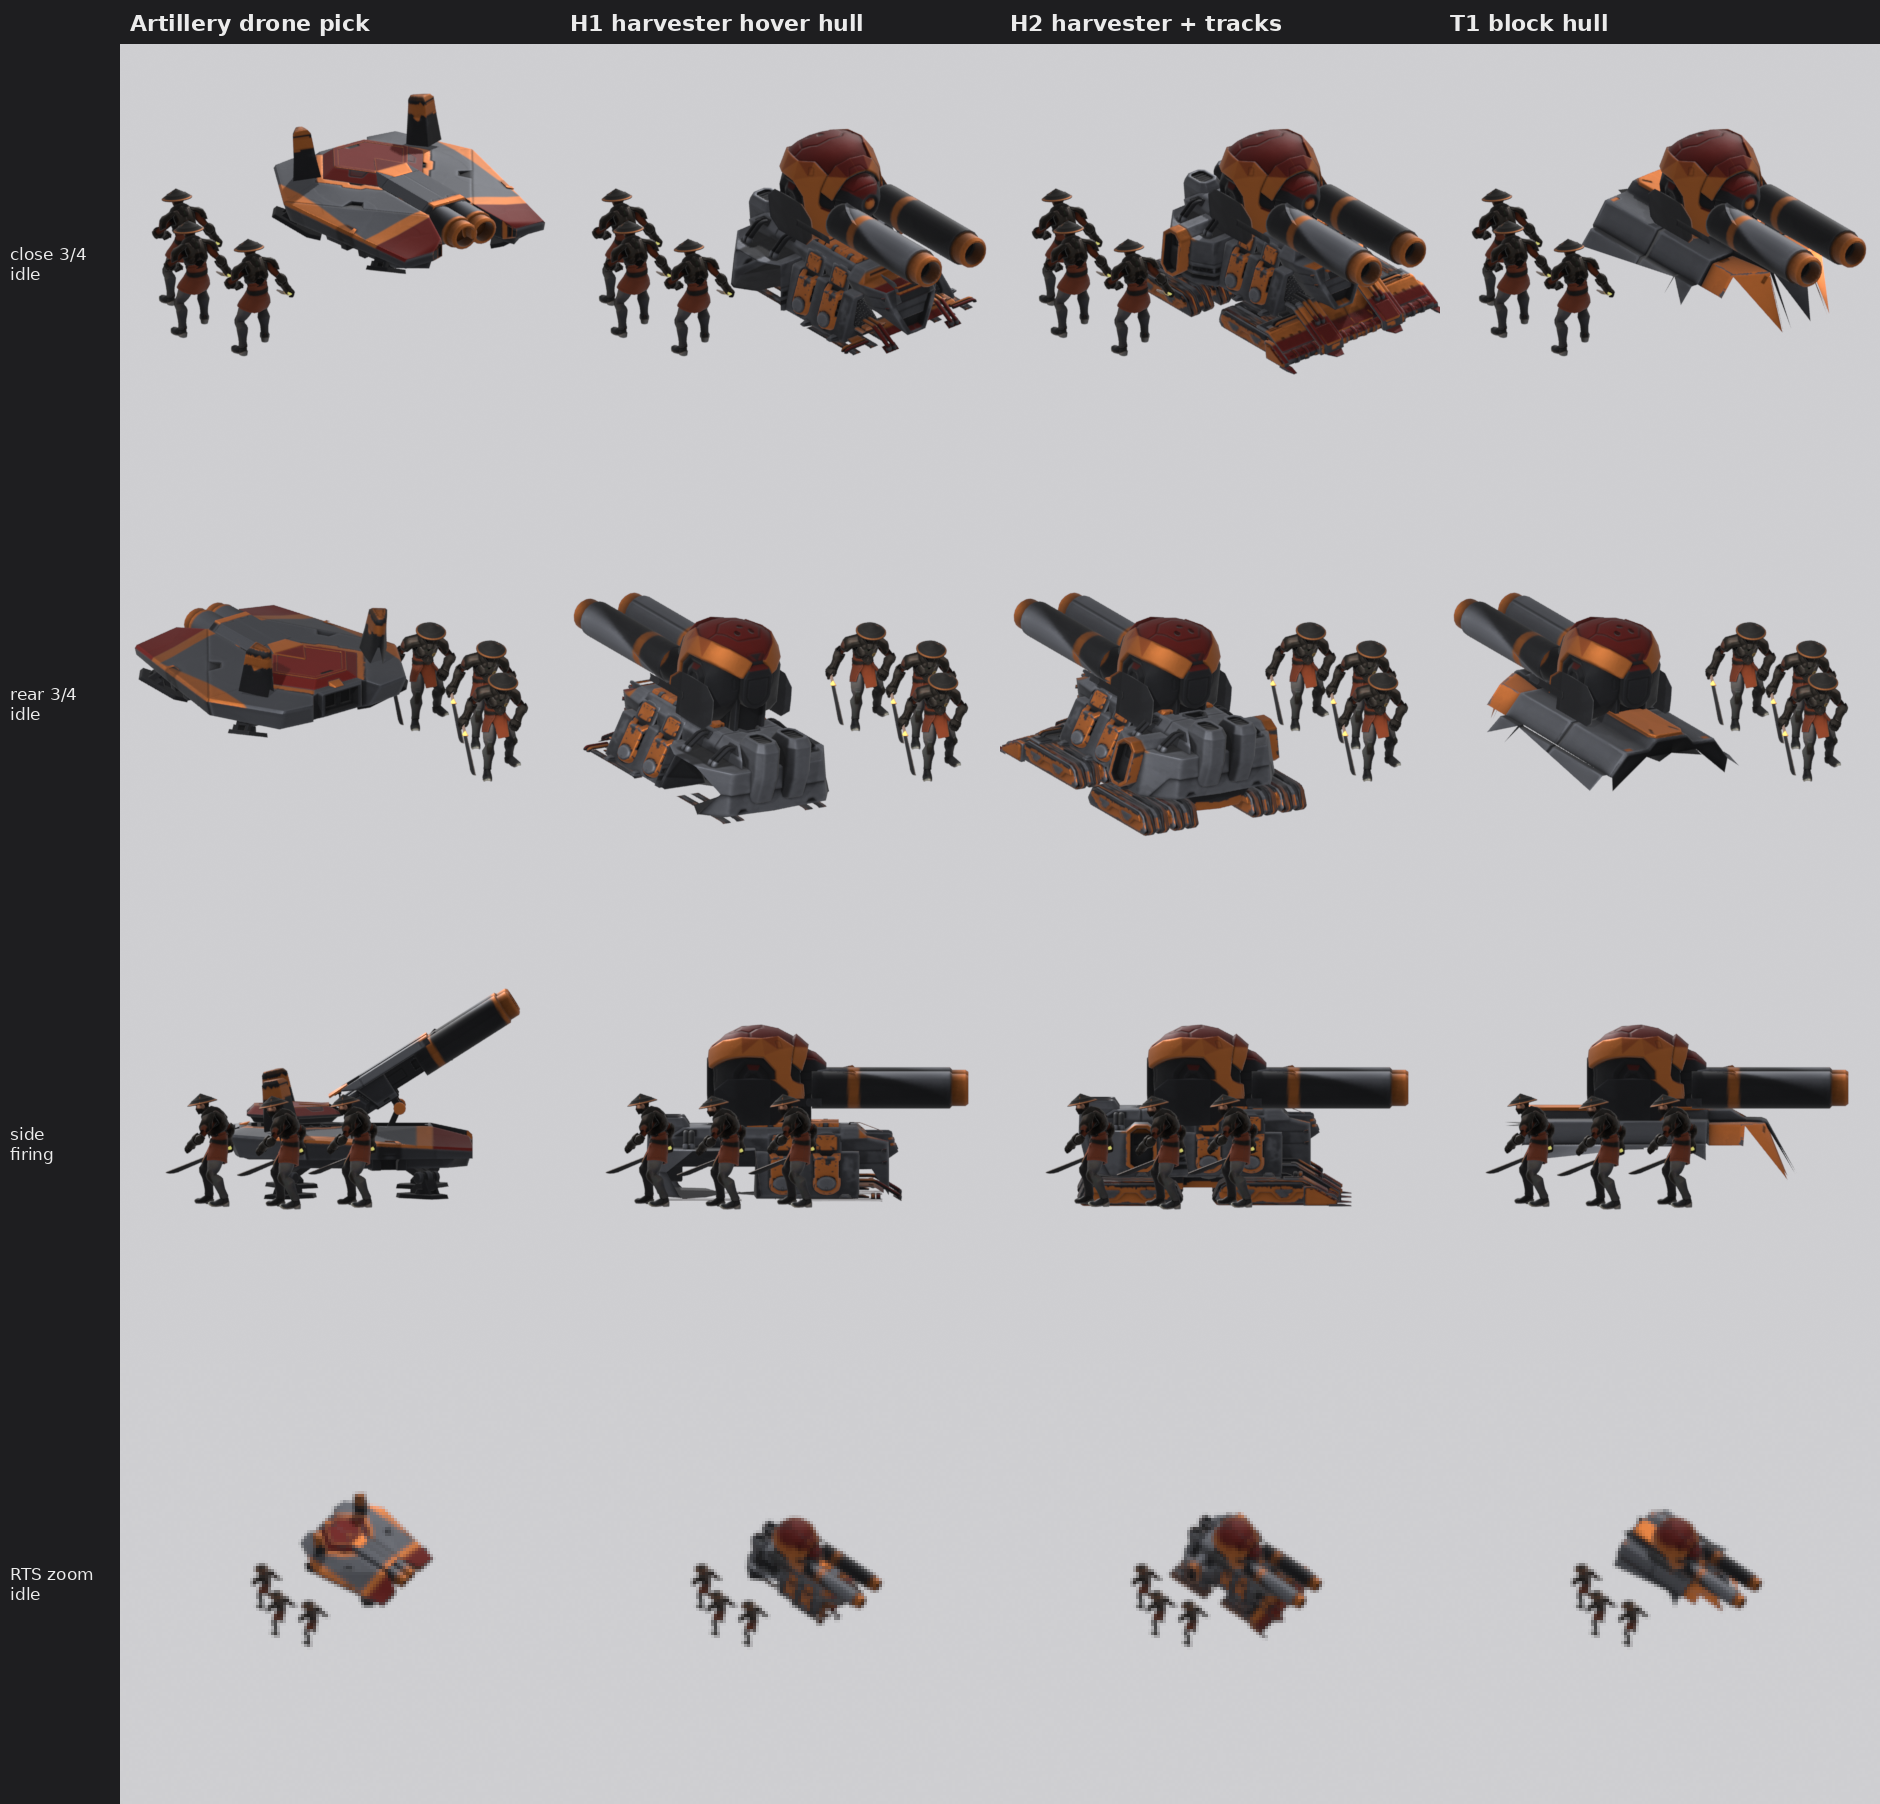 Artillery drone pick
H1 harvester hover hull
H2 harvester + tracks
T1 block hull
close 3/4
idle
rear 3/4
idle
side
firing
RTS zoom
idle